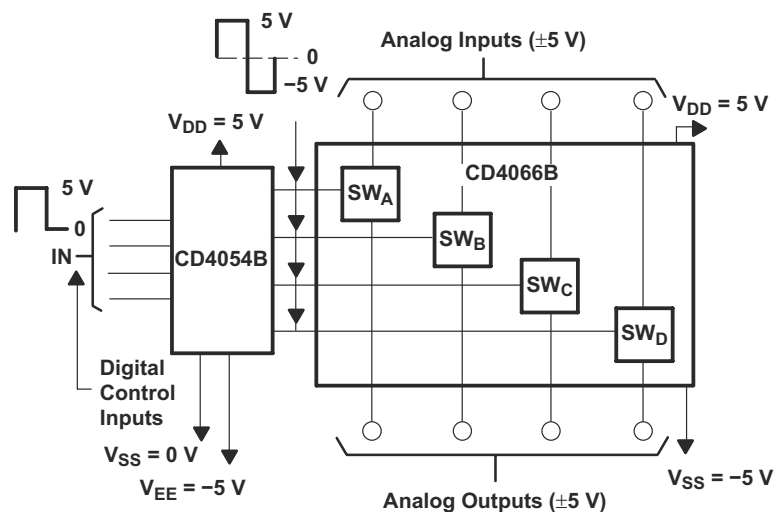 5 V
0
−5 V
Analog Inputs (±5 V)
V_DD = 5 V
V_DD = 5 V
CD4066B
5 V
0
IN
CD4054B
SW_A
SW_B
SW_C
SW_D
Digital
Control
Inputs
V_SS = 0 V
V_EE = −5 V
V_SS = −5 V
Analog Outputs (±5 V)